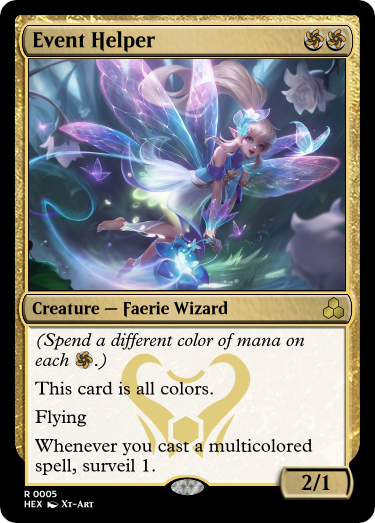 Event Helper
Creature — Faerie Wizard
(Spend a different color of mana on
each .)
This card is all colors.
Flying
Whenever you cast a multicolored
spell, surveil 1.
2/1
R 0005
HEX Xt-Art